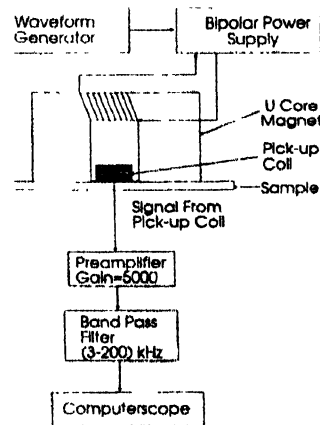 Waveform
Generator
Bipolar Power
Supply
U Core
Magnet
Pick-up
Coil
Sample
Signal From
Pick-up Coil
Preamplifier
Gain=5000
Band Pass
Filter
(3-200) kHz
Computerscope